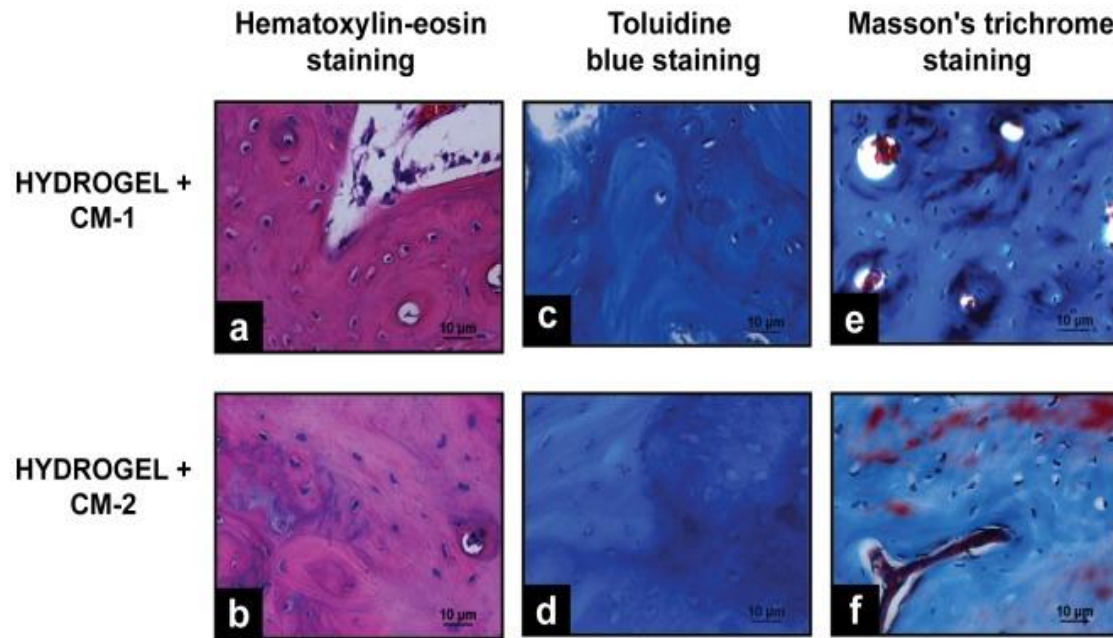 Hematoxylin-eosin
staining
Toluidine
blue staining
Masson's trichrome
staining
HYDROGEL +
CM-1
a
10 µm
c
10 µm
e
10 µm
HYDROGEL +
CM-2
b
10 µm
d
10 µm
f
10 µm